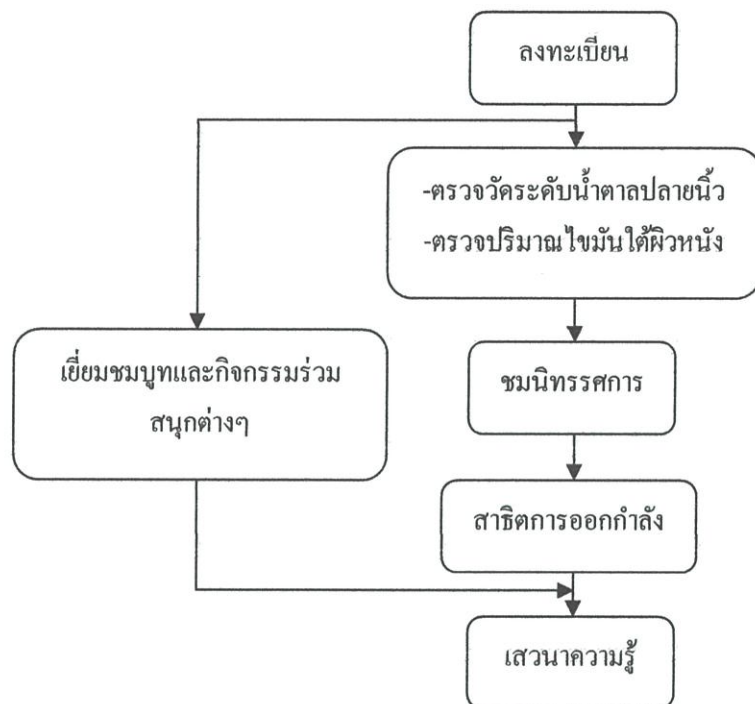 ลงทะเบียน
-ตรวจวัดระดับน้ำตาลปลายนิ้ว
-ตรวจปริมาณไขมันใต้ผิวหนัง
เยี่ยมชมบูทและกิจกรรมร่วม
สนุกต่างๆ
ชมนิทรรศการ
สาธิตการออกกำลัง
เสวนาความรู้